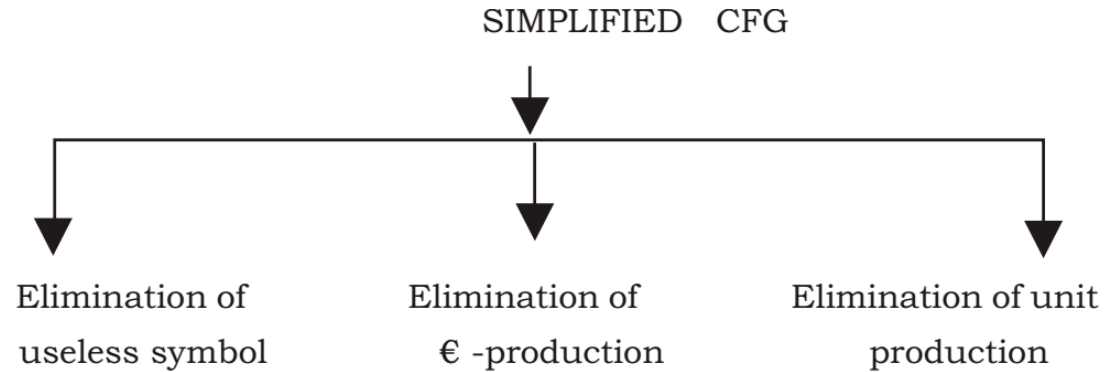 SIMPLIFIED CFG
Elimination of
useless symbol
Elimination of
€ -production
Elimination of unit
production